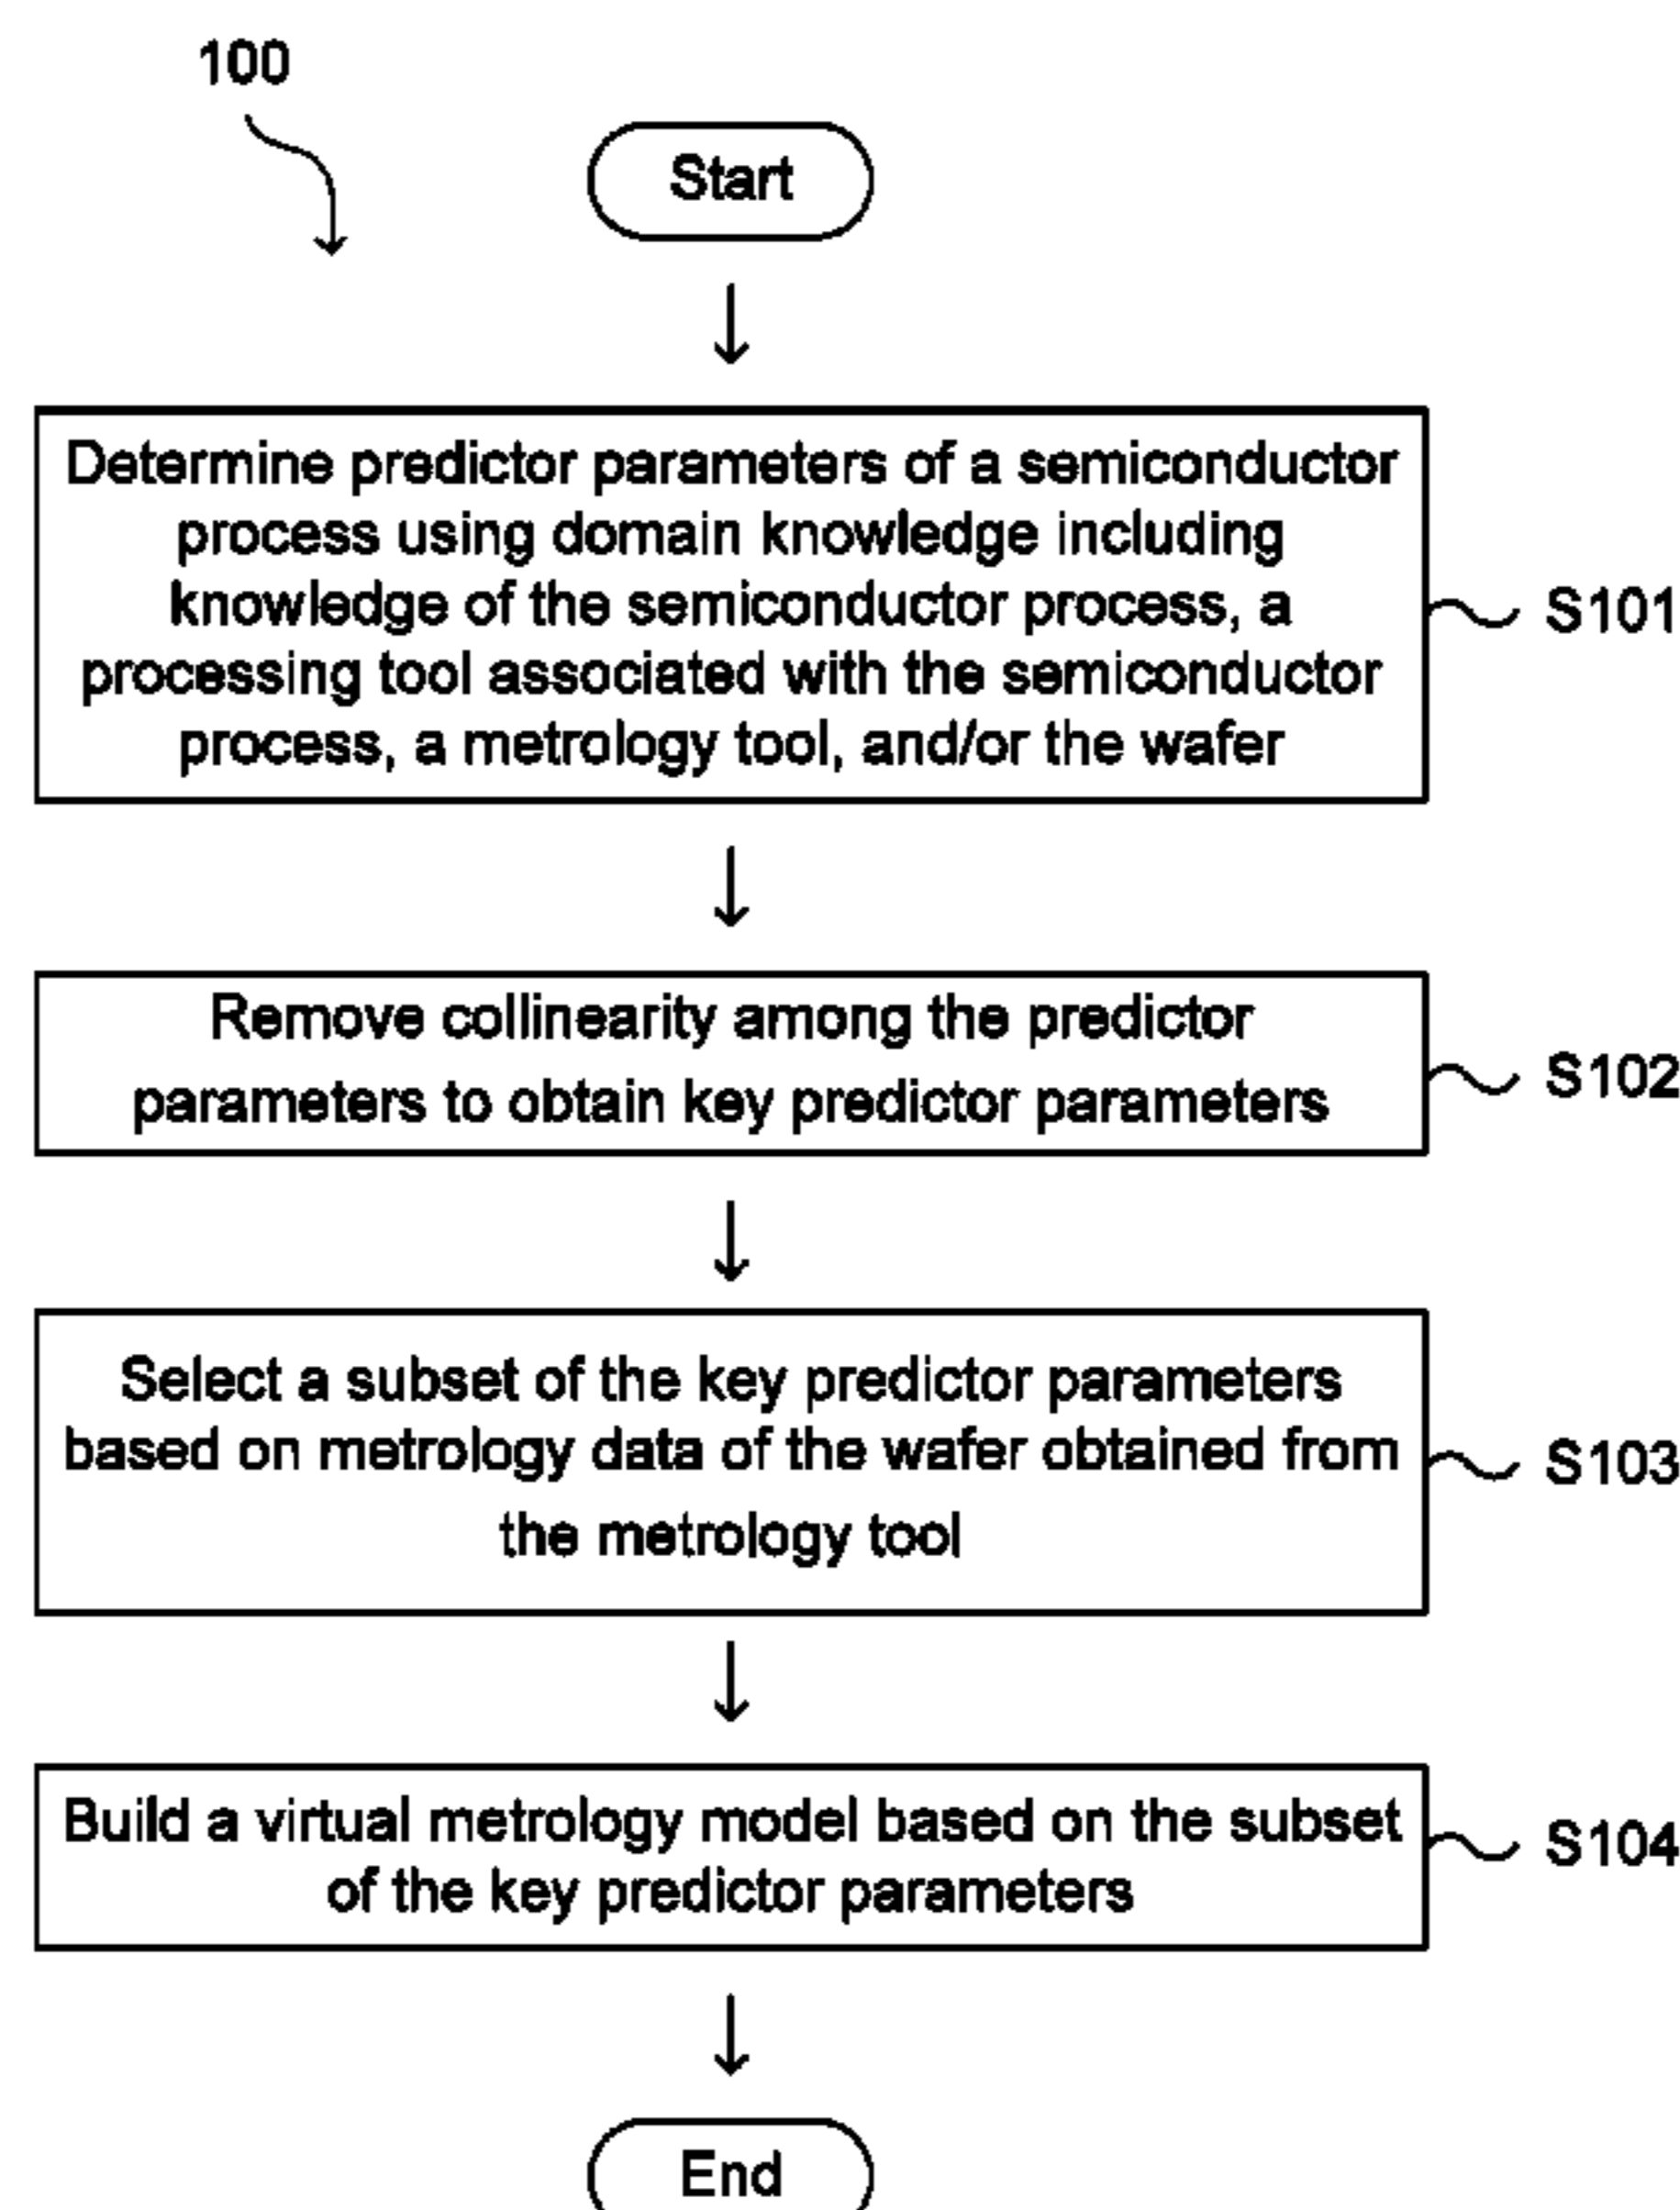 100
Start
Determine predictor parameters of a semiconductor
process using domain knowledge including
knowledge of the semiconductor process, a
processing tool associated with the semiconductor
process, a metrology tool, and/or the wafer
S101
Remove collinearity among the predictor
parameters to obtain key predictor parameters
S102
Select a subset of the key predictor parameters
based on metrology data of the wafer obtained from
the metrology tool
S103
Build a virtual metrology model based on the subset
of the key predictor parameters
S104
End